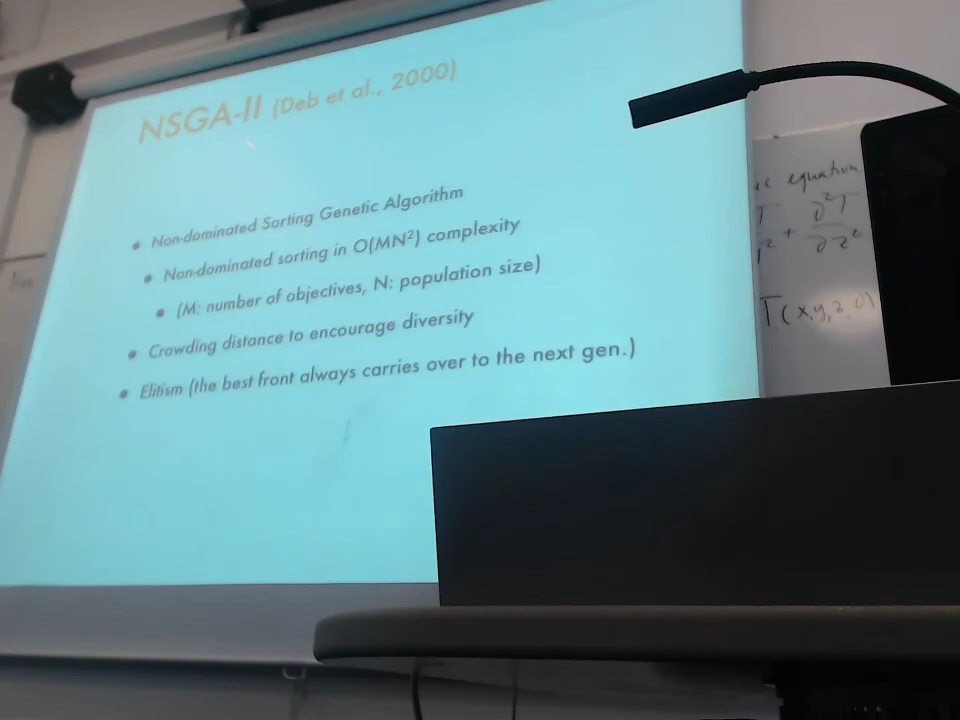 NSGA-II (Deb et al., 2000)
• Non-dominated Sorting Genetic Algorithm
• Non-dominated sorting in O(MN²) complexity
• (M: number of objectives, N: population size)
• Crowding distance to encourage diversity
• Elitism (the best front always carries over to the next gen.)
equation
∂²T
+
T(x,y,z,0)